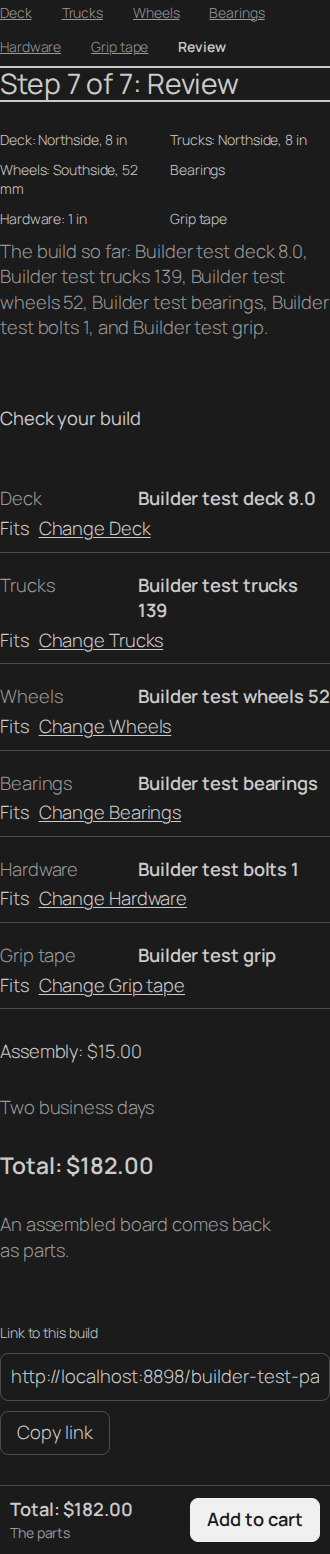 Deck Trucks Wheels Bearings
Hardware Grip tape Review
Step 7 of 7: Review
Deck: Northside, 8 in Trucks: Northside, 8 in
Wheels: Southside, 52 Bearings
mm
Hardware: 1 in Grip tape
The build so far: Builder test deck 8.0,
Builder test trucks 139, Builder test
wheels 52, Builder test bearings, Builder
test bolts 1, and Builder test grip.
Check your build
Deck Builder test deck 8.0
Fits Change Deck
Trucks Builder test trucks
139
Fits Change Trucks
Wheels Builder test wheels 52
Fits Change Wheels
Bearings Builder test bearings
Fits Change Bearings
Hardware Builder test bolts 1
Fits Change Hardware
Grip tape Builder test grip
Fits Change Grip tape
Assembly: $15.00
Two business days
Total: $182.00
An assembled board comes back
as parts.
Link to this build
http://localhost:8898/builder-test-pa
Copy link
Total: $182.00 Add to cart
The parts